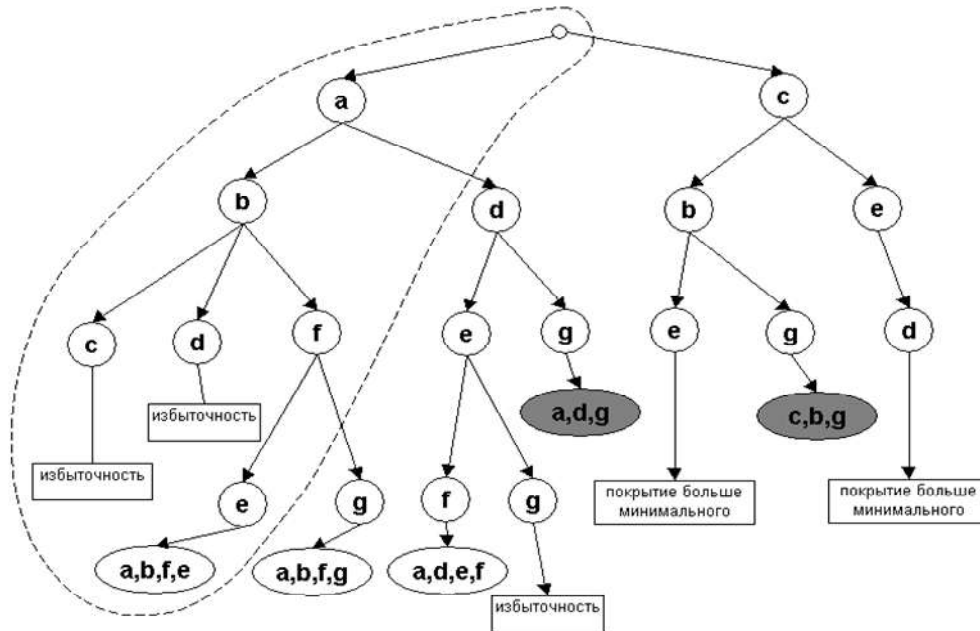 a
c
b
d
b
e
c
d
f
e
g
e
g
d
избыточность
a,d,g
c,b,g
избыточность
e
g
f
g
покрытие больше
минимального
покрытие больше
минимального
a,b,f,e
a,b,f,g
a,d,e,f
избыточность